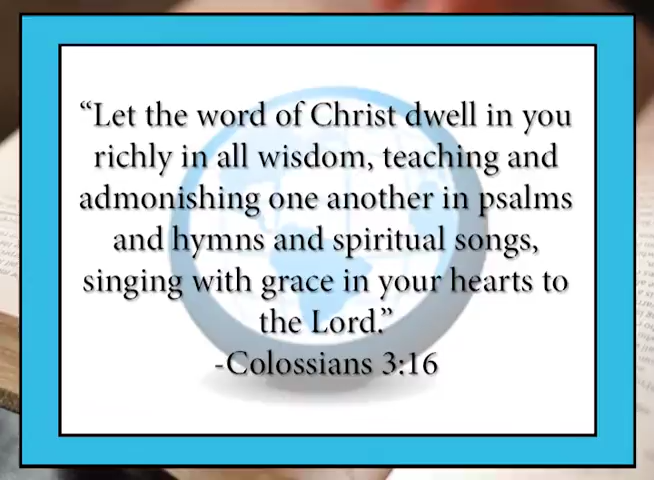 “Let the word of Christ dwell in you
richly in all wisdom, teaching and
admonishing one another in psalms
and hymns and spiritual songs,
singing with grace in your hearts to
the Lord.”
-Colossians 3:16